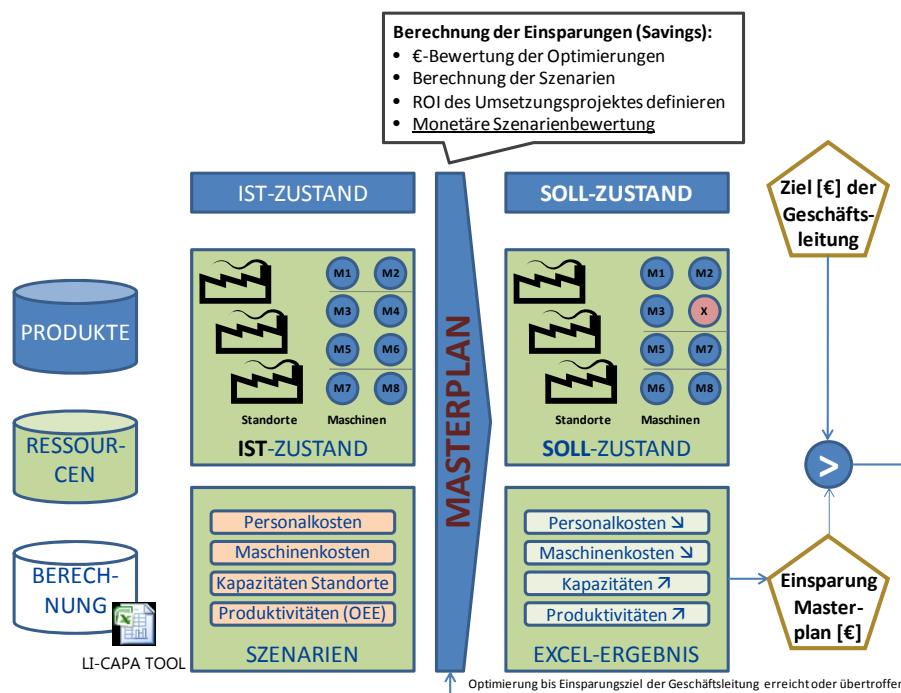 Berechnung der Einsparungen (Savings):
• €-Bewertung der Optimierungen
• Berechnung der Szenarien
• ROI des Umsetzungsprojektes definieren
• Monetäre Szenarienbewertung
IST-ZUSTAND
SOLL-ZUSTAND
Ziel [€] der
Geschäfts-
leitung
PRODUKTE
RESSOUR-
CEN
BERECH-
NUNG
LI-CAPA TOOL
M1 M2
M3 M4
M5 M6
M7 M8
Standorte Maschinen
IST-ZUSTAND
MASTERPLAN
M1 M2
M3 X
M5 M7
M6 M8
Standorte Maschinen
SOLL-ZUSTAND
>
Personalkosten
Maschinenkosten
Kapazitäten Standorte
Produktivitäten (OEE)
SZENARIEN
Personalkosten ↘
Maschinenkosten ↘
Kapazitäten ↗
Produktivitäten ↗
EXCEL-ERGEBNIS
Einsparung
Master-
plan [€]
Optimierung bis Einsparungsziel der Geschäftsleitung erreicht oder übertroffen